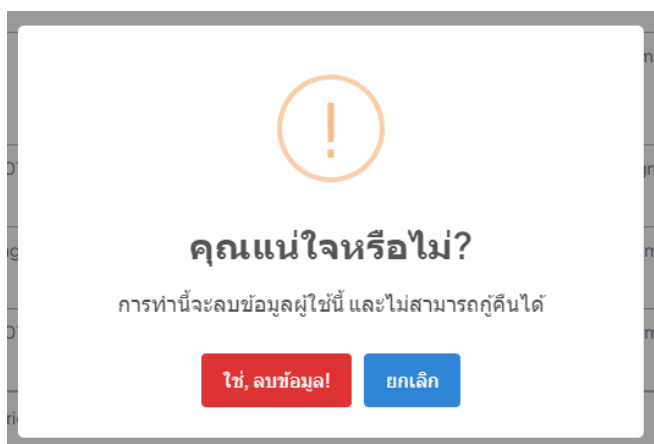 คุณแน่ใจหรือไม่?
การทำนี้จะลบข้อมูลผู้ใช้นี้ และไม่สามารถกู้คืนได้
ใช่, ลบข้อมูล!
ยกเลิก